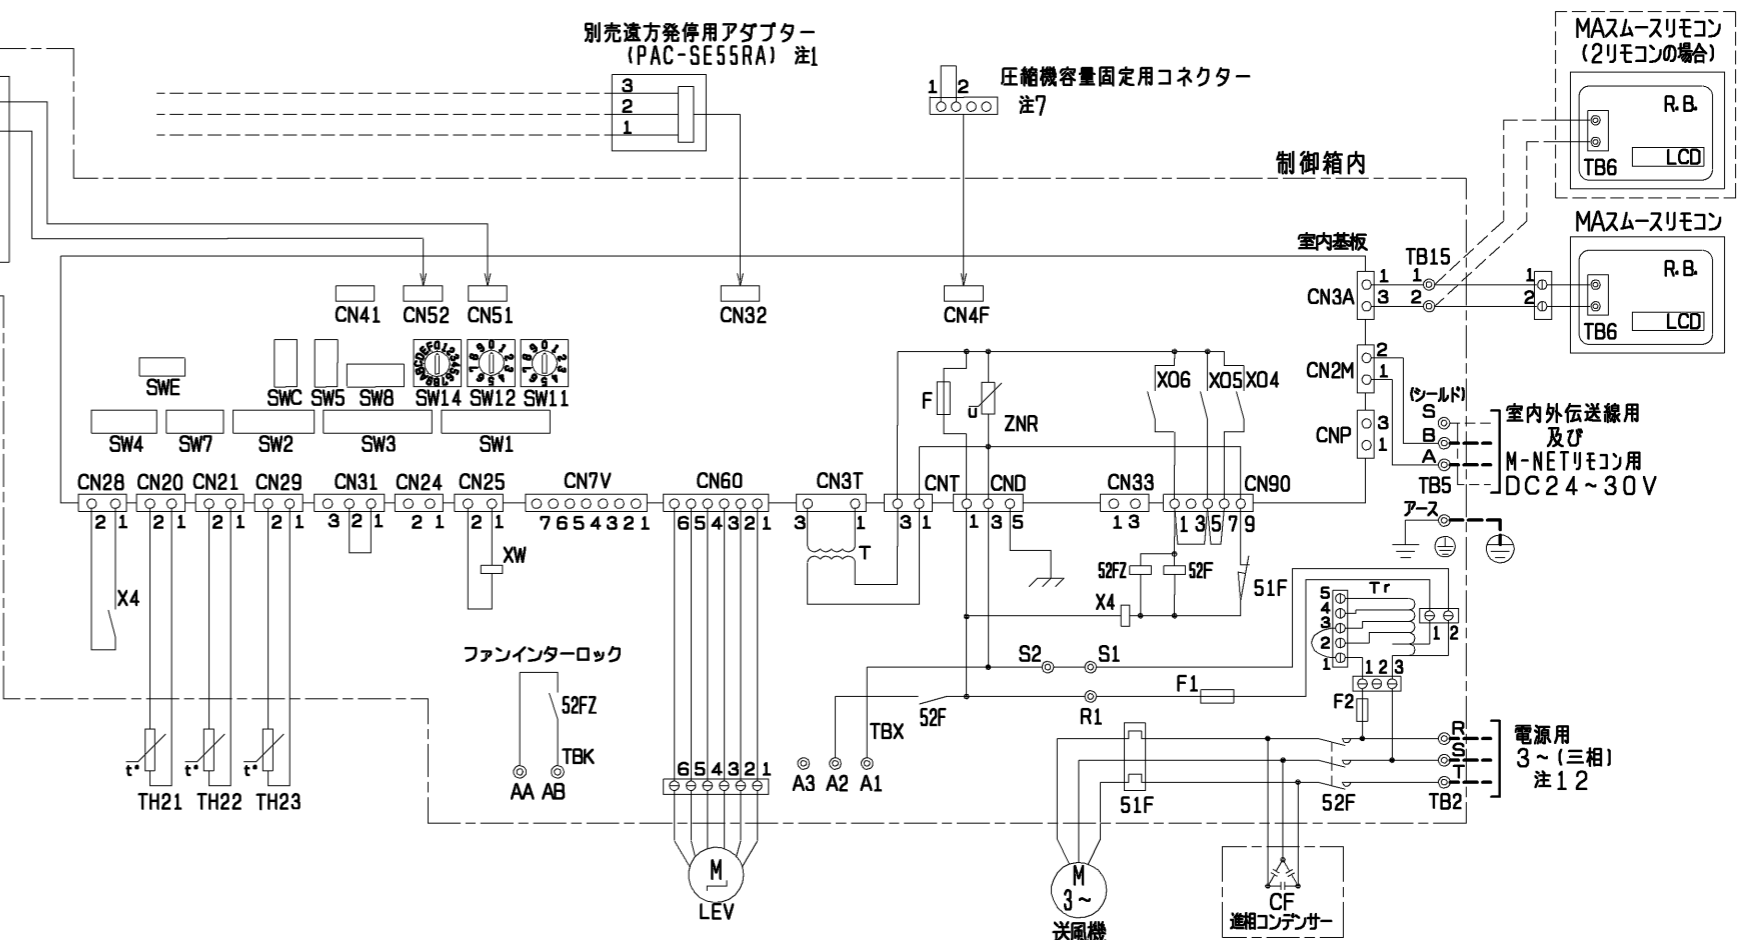 別売遠方発停用アダプター
(PAC-SE55RA) 注1
3
2
1
1 2
圧縮機容量固定用コネクター
注7
MAスムースリモコン
(2リモコンの場合)
R.B.
LCD
TB6
制御箱内
MAスムースリモコン
R.B.
LCD
TB6
室内基板
TB15
CN3A
1 1 1
3 2 2
CN41 CN52 CN51 CN32 CN4F
SWE SWC SW5 SW8 SW14 SW12 SW11
SW4 SW7 SW2 SW3 SW1
F
u
ZNR
X06 X05 X04
CN2M
2
1
CNP
3
1
(シールド)
S
B
A
TB5
室内外伝送線用
及び
M-NETリモコン用
DC24~30V
アース
CN28 CN20 CN21 CN29 CN31 CN24 CN25 CN7V CN60 CN3T CNT CND CN33 CN90
2 1 2 1 2 1 2 1 3 2 1 2 1 2 1 7 6 5 4 3 2 1 6 5 4 3 2 1 3 1 3 1 1 3 5 1 3 1 3 5 7 9
X4
XW
T
52FZ
52F
51F
X4
Tr
5
4
3
2
1
1 2
1 2 3
F2
ファンインターロック
52FZ
TBK
AA AB
S2 S1
F1
R1
52F
TBX
A3 A2 A1
t°
t°
t°
TH21 TH22 TH23
6 5 4 3 2 1
M
LEV
51F
52F
R
S
T
TB2
電源用
3~(三相)
注12
M
3~
送風機
CF
進相コンデンサー